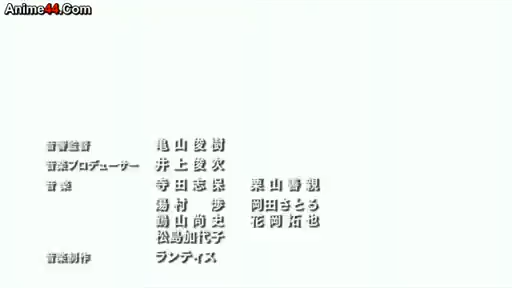 Anime44.Com
音響監督 亀山俊樹
音楽プロデューサー 井上俊次
音楽 寺田志保 栗山善親
湯村 渉 岡田さとる
鶴山尚史 花岡拓也
松島加代子
音楽制作 ランティス